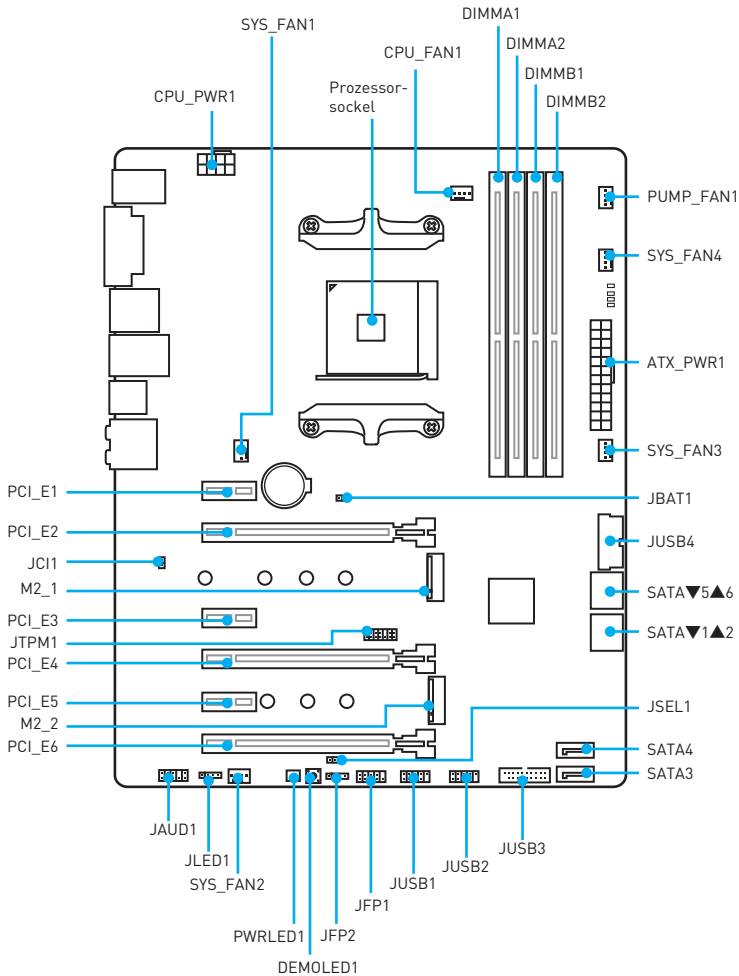 DIMMA1
SYS_FAN1
DIMMA2
CPU_FAN1
DIMMB1
Prozessor-
sockel
CPU_PWR1
DIMMB2
PUMP_FAN1
SYS_FAN4
ATX_PWR1
SYS_FAN3
PCI_E1
JBAT1
PCI_E2
JUSB4
JCI1
M2_1
SATA▼5▲6
PCI_E3
SATA▼1▲2
JTPM1
PCI_E4
PCI_E5
JSEL1
M2_2
PCI_E6
SATA4
SATA3
JAUD1
JUSB3
JLED1
JUSB2
SYS_FAN2
JUSB1
JFP1
PWRLED1
JFP2
DEMOLED1